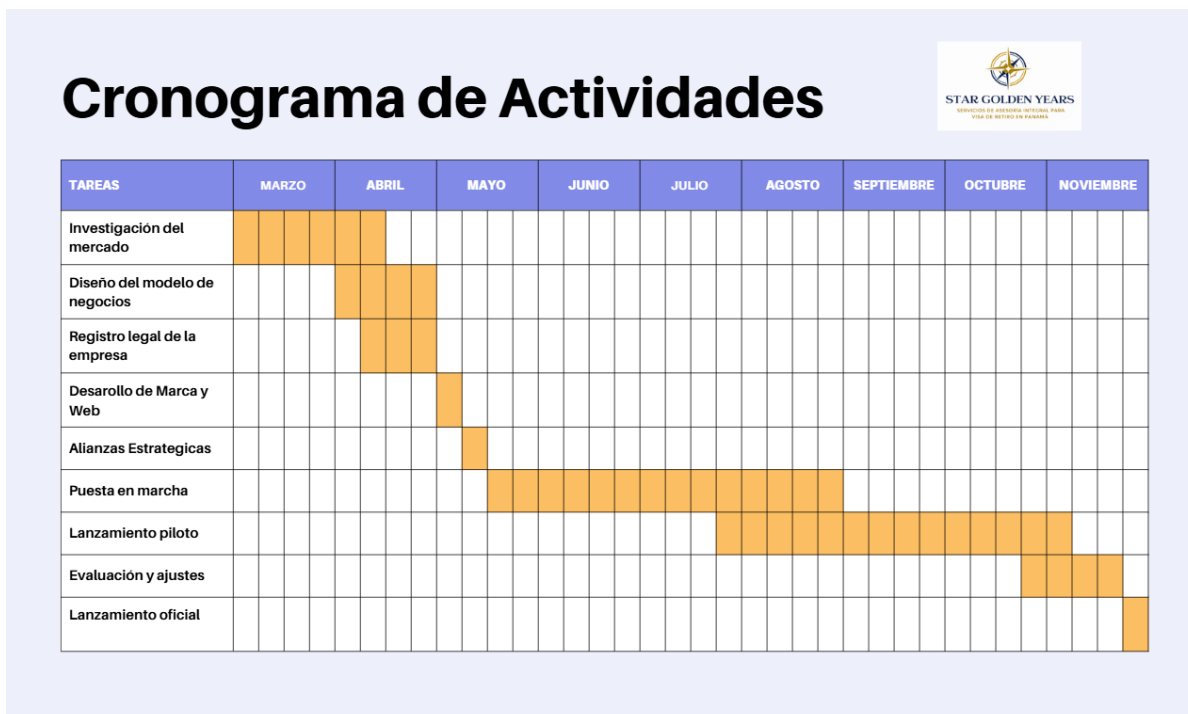 Cronograma de Actividades
STAR GOLDEN YEARS
SERVICIOS DE ASESORÍA INTEGRAL PARA
VISA DE RETIRO EN PANAMÁ
TAREAS MARZO ABRIL MAYO JUNIO JULIO AGOSTO SEPTIEMBRE OCTUBRE NOVIEMBRE
Investigación del
mercado
Diseño del modelo de
negocios
Registro legal de la
empresa
Desarollo de Marca y
Web
Alianzas Estrategicas
Puesta en marcha
Lanzamiento piloto
Evaluación y ajustes
Lanzamiento oficial